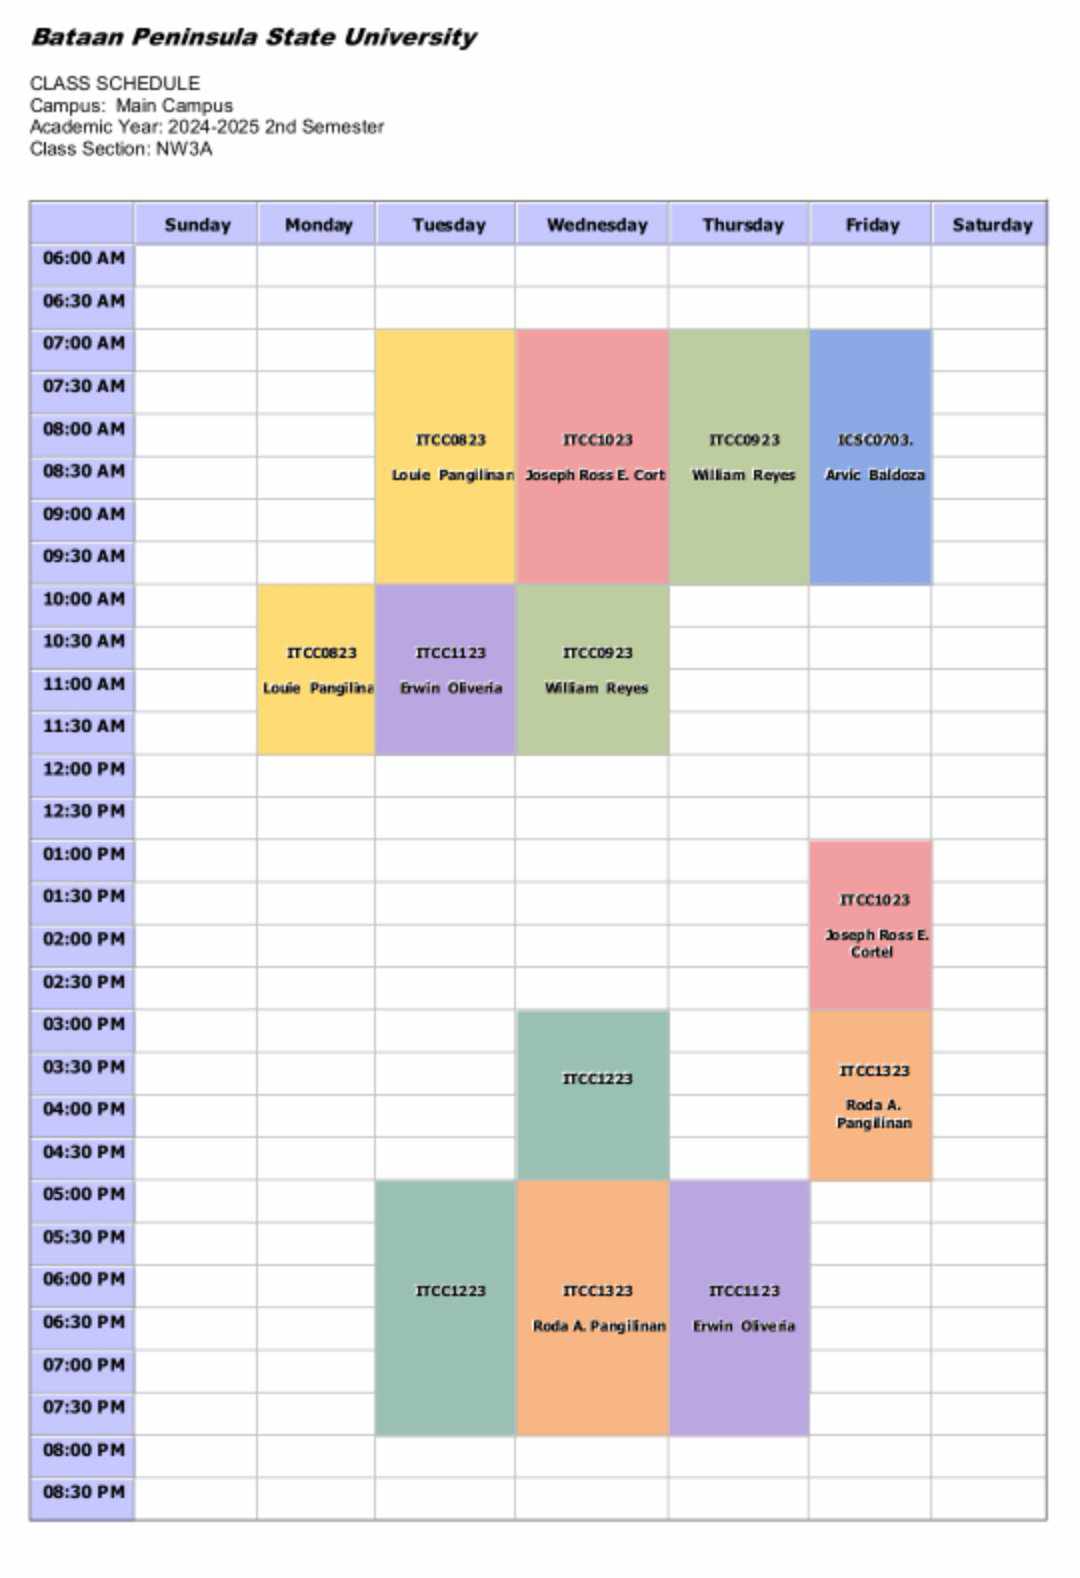 Bataan Peninsula State University
CLASS SCHEDULE
Campus: Main Campus
Academic Year: 2024-2025 2nd Semester
Class Section: NW3A
Sunday Monday Tuesday Wednesday Thursday Friday Saturday
06:00 AM
06:30 AM
07:00 AM
07:30 AM
08:00 AM ITCC0823 ITCC1023 ITCC0923 ICSC0703.
08:30 AM Louie Pangilinan Joseph Ross E. Cort William Reyes Arvic Baldoza
09:00 AM
09:30 AM
10:00 AM
10:30 AM ITCC0823 ITCC1123 ITCC0923
11:00 AM Louie Pangilina Erwin Oliveria William Reyes
11:30 AM
12:00 PM
12:30 PM
01:00 PM
01:30 PM ITCC1023
02:00 PM Joseph Ross E.
Cortel
02:30 PM
03:00 PM
03:30 PM ITCC1223 ITCC1323
04:00 PM Roda A.
Pangilinan
04:30 PM
05:00 PM
05:30 PM
06:00 PM ITCC1223 ITCC1323 ITCC1123
06:30 PM Roda A. Pangilinan Erwin Oliveria
07:00 PM
07:30 PM
08:00 PM
08:30 PM